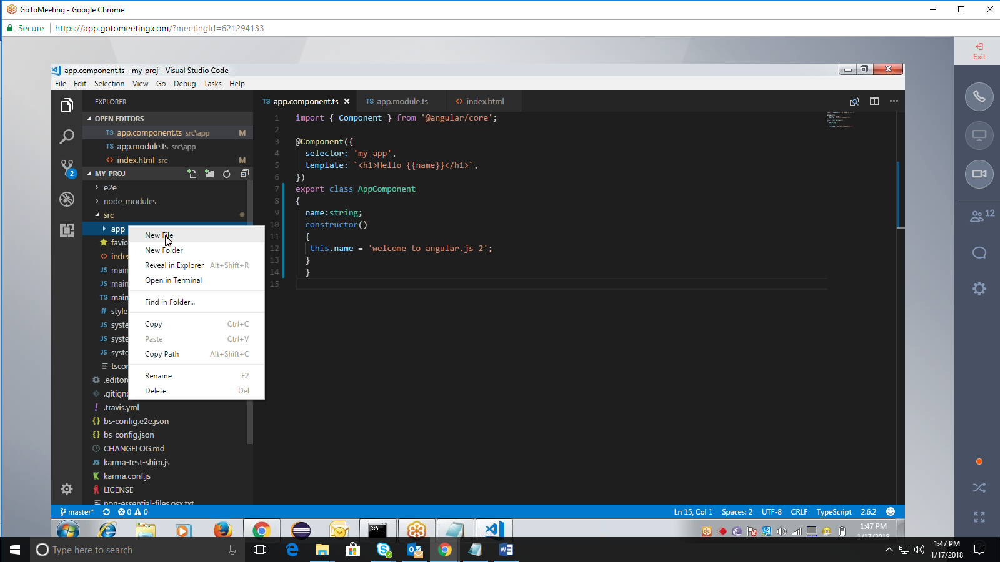 GoToMeeting - Google Chrome
Secure https://app.gotomeeting.com/?meetingId=621294133
Exit
app.component.ts - my-proj - Visual Studio Code
File Edit Selection View Go Debug Tasks Help
EXPLORER
OPEN EDITORS
TS app.component.ts src\app M
TS app.module.ts src\app
<> index.html src M
2
MY-PROJ
e2e
node_modules
src
app
favic
<> index
JS main
JS main
TS main
# style
JS syste
JS syste
JS syste
tscor
.editor
.gitign
! .travis.yml
{} bs-config.e2e.json
{} bs-config.json
CHANGELOG.md
JS karma-test-shim.js
K karma.conf.js
LICENSE
non-essential-files.osx.txt
New File
New Folder
Reveal in Explorer Alt+Shift+R
Open in Terminal
Find in Folder...
Copy Ctrl+C
Paste Ctrl+V
Copy Path Alt+Shift+C
Rename F2
Delete Del
TS app.component.ts TS app.module.ts <> index.html
1 import { Component } from '@angular/core';
2
3 @Component({
4 selector: 'my-app',
5 template: `<h1>Hello {{name}}</h1>`,
6 })
7 export class AppComponent
8 {
9 name:string;
10 constructor()
11 {
12 this.name = 'welcome to angular.js 2';
13 }
14 }
15
12
master* 0 0 Ln 15, Col 1 Spaces: 2 UTF-8 CRLF TypeScript 2.6.2
C:\.
1:47 PM
1/17/2018
Type here to search
1:47 PM
1/17/2018